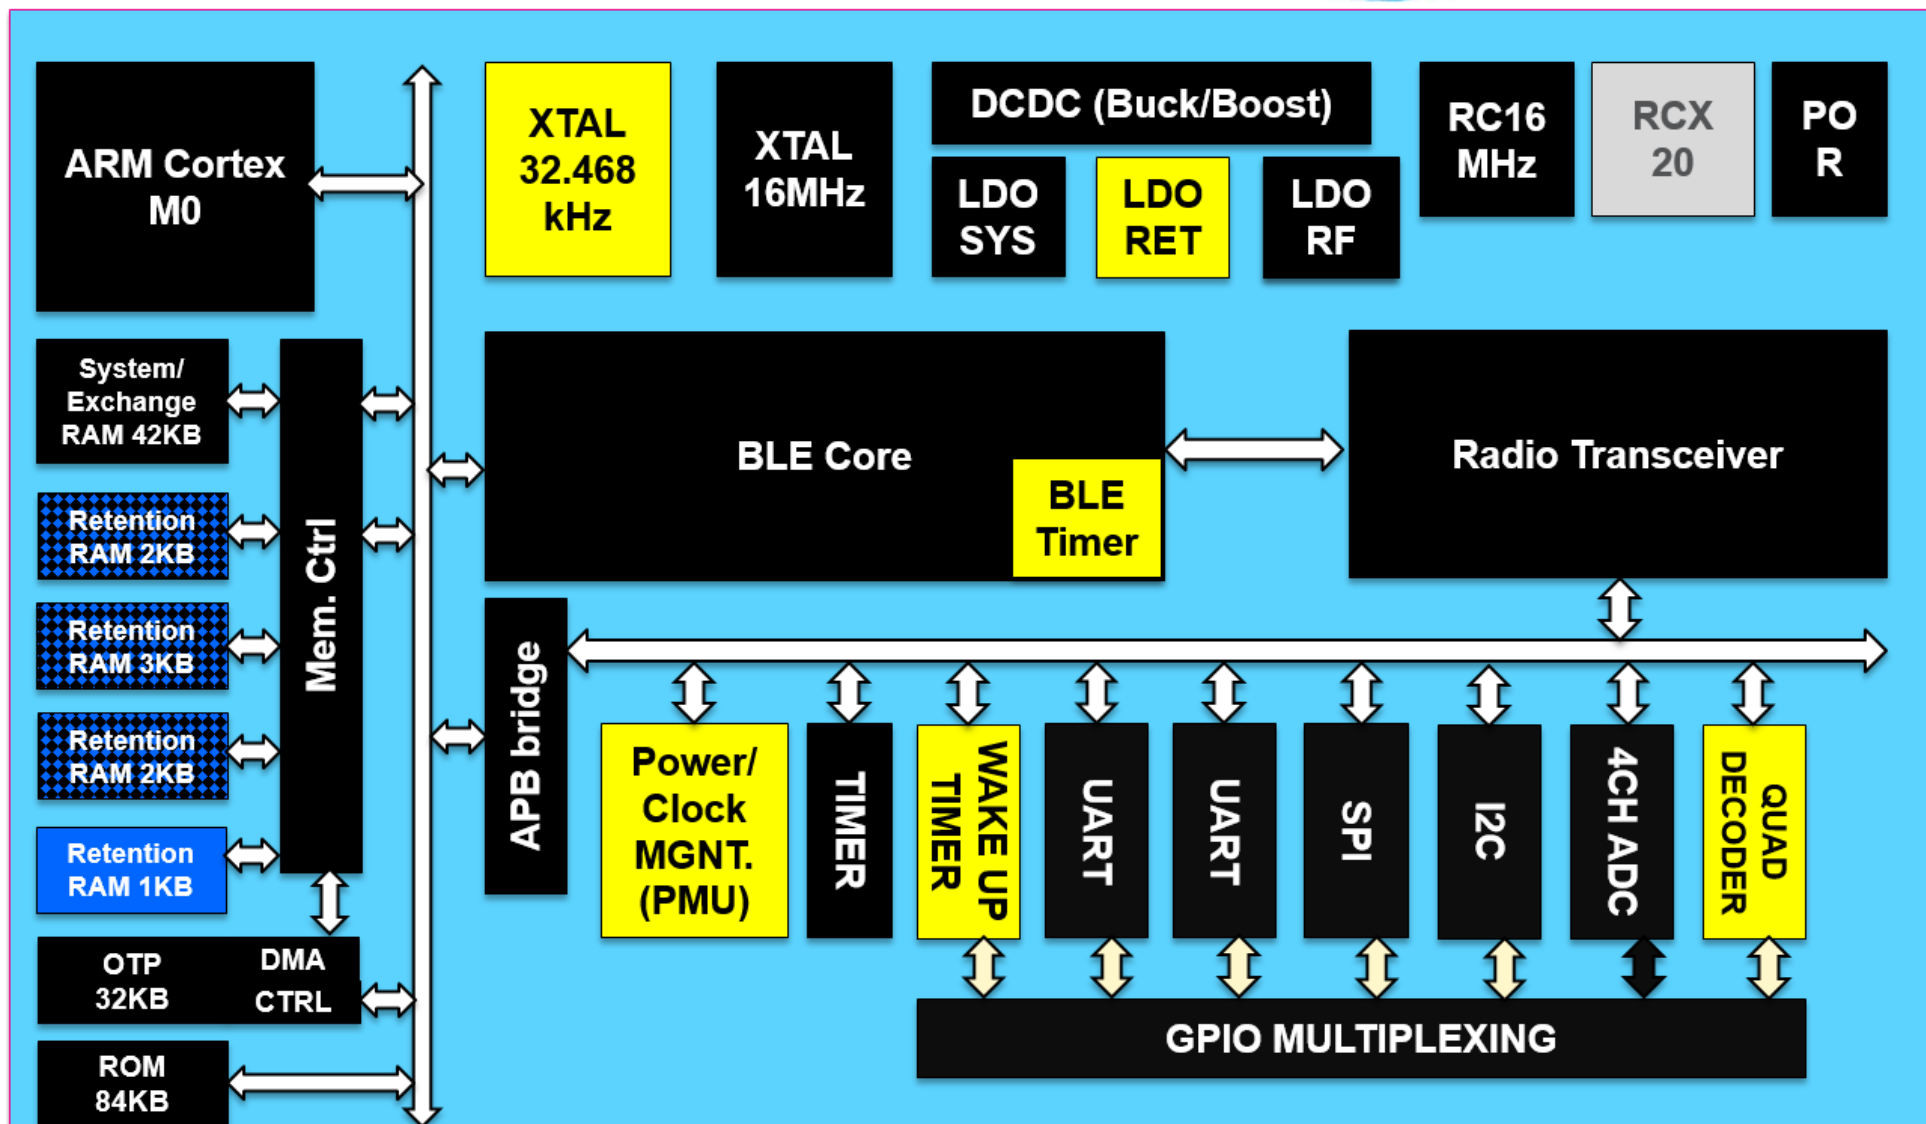 ARM Cortex
M0
XTAL
32.468
kHz
XTAL
16MHz
DCDC (Buck/Boost)
LDO
SYS
LDO
RET
LDO
RF
RC16
MHz
RCX
20
PO
R
System/
Exchange
RAM 42KB
Retention
RAM 2KB
Retention
RAM 3KB
Retention
RAM 2KB
Retention
RAM 1KB
Mem. Ctrl
OTP
32KB
DMA
CTRL
ROM
84KB
BLE Core
BLE
Timer
Radio Transceiver
APB bridge
Power/
Clock
MGNT.
(PMU)
TIMER
WAKE UP
TIMER
UART
UART
SPI
I2C
4CH ADC
QUAD
DECODER
GPIO MULTIPLEXING